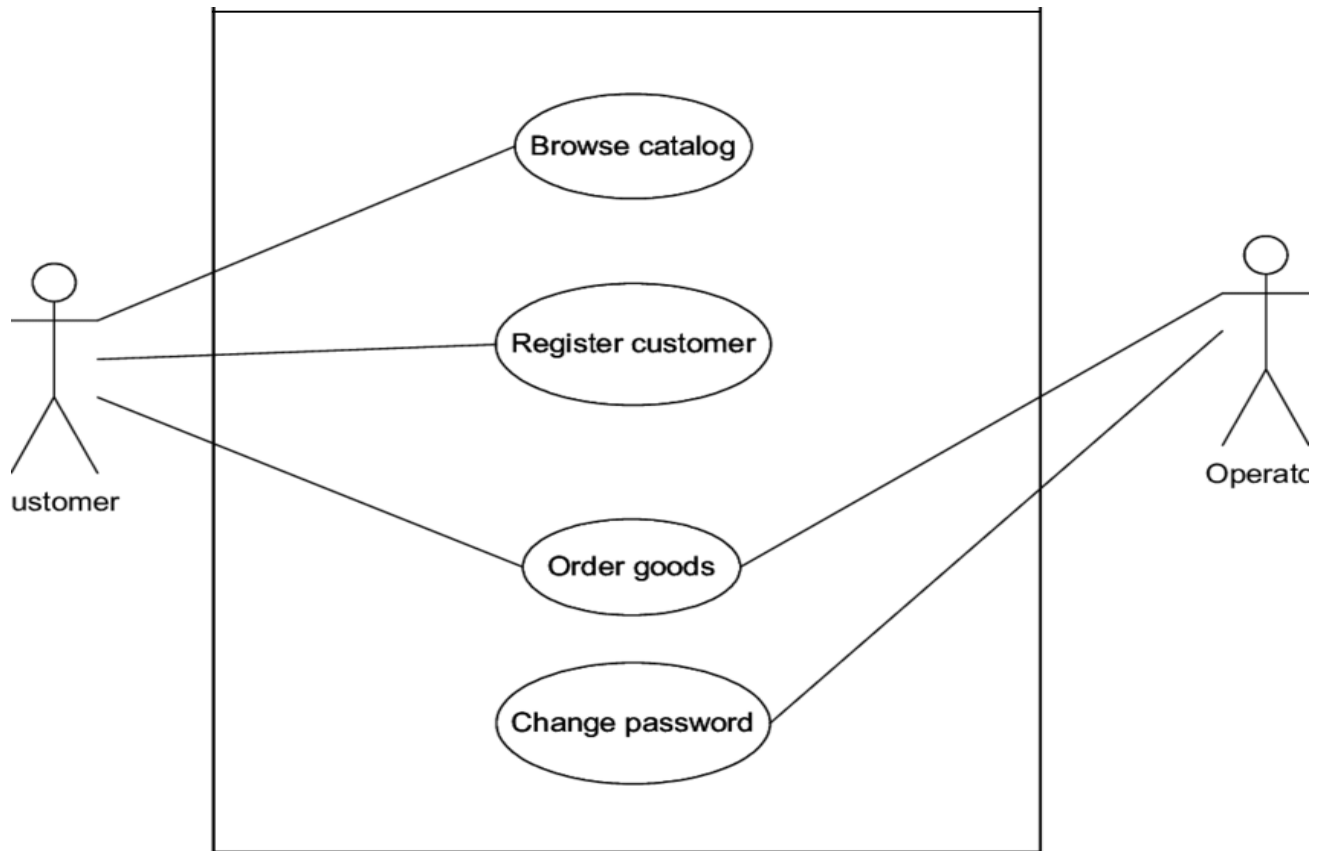 Browse catalog
Register customer
ustomer
Operato
Order goods
Change password